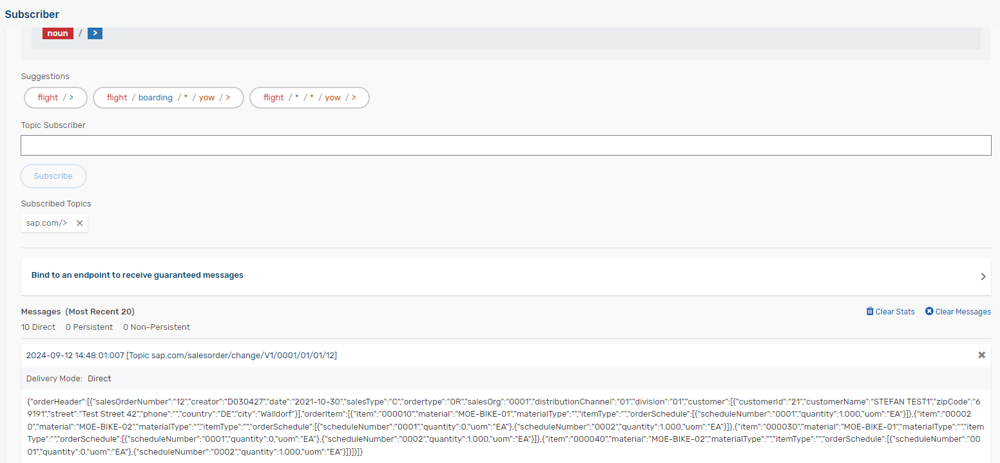 Subscriber
noun / >
Suggestions
flight / > flight / boarding / * / yow / > flight / * / * / yow / >
Topic Subscriber
Subscribe
Subscribed Topics
sap.com/> ×
Bind to an endpoint to receive guaranteed messages
Messages (Most Recent 20) Clear Stats Clear Messages
10 Direct 0 Persistent 0 Non-Persistent
2024-09-12 14:48:01:007 [Topic sap.com/salesorder/change/V1/0001/01/01/12]
Delivery Mode: Direct
{"orderHeader":[{"salesOrderNumber":"12","creator":"D030427","date":"2021-10-30","salesType":"C","ordertype":"OR","salesOrg":"0001","distributionChannel":"01","division":"01","customer":[{"customerId":"21","customerName":"STEFAN TEST1","zipCode":"6
9191","street":"Test Street 42","phone":"","country":"DE","city":"Walldorf"}],"orderItem":[{"item":"000010","material":"MOE-BIKE-01","materialType":"","itemType":"","orderSchedule":[{"scheduleNumber":"0001","quantity":1.000,"uom":"EA"}]},{"item":"00002
0","material":"MOE-BIKE-02","materialType":"","itemType":"","orderSchedule":[{"scheduleNumber":"0001","quantity":0,"uom":"EA"},{"scheduleNumber":"0002","quantity":1.000,"uom":"EA"}]},{"item":"000030","material":"MOE-BIKE-01","materialType":"","item
Type":"","orderSchedule":[{"scheduleNumber":"0001","quantity":0,"uom":"EA"},{"scheduleNumber":"0002","quantity":1.000,"uom":"EA"}]},{"item":"000040","material":"MOE-BIKE-02","materialType":"","itemType":"","orderSchedule":[{"scheduleNumber":"00
01","quantity":0,"uom":"EA"},{"scheduleNumber":"0002","quantity":1.000,"uom":"EA"}]}]}]}